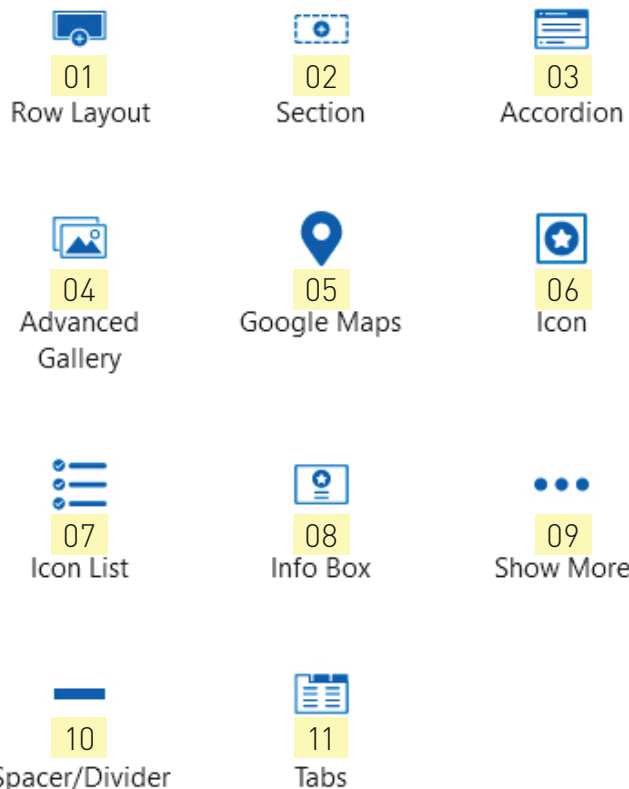 01 02 03
Row Layout Section Accordion
04 05 06
Advanced Google Maps Icon
Gallery
07 08 09
Icon List Info Box Show More
10 11
Spacer/Divider Tabs